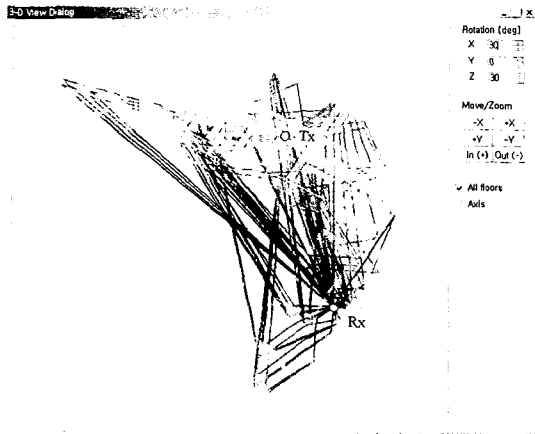 3-D View Dialog
Rotation (deg)
X 30
Y 0
Z 30
Move/Zoom
-X +X
+Y -Y
In (+) Out (-)
All floors
Axis
Tx
Rx